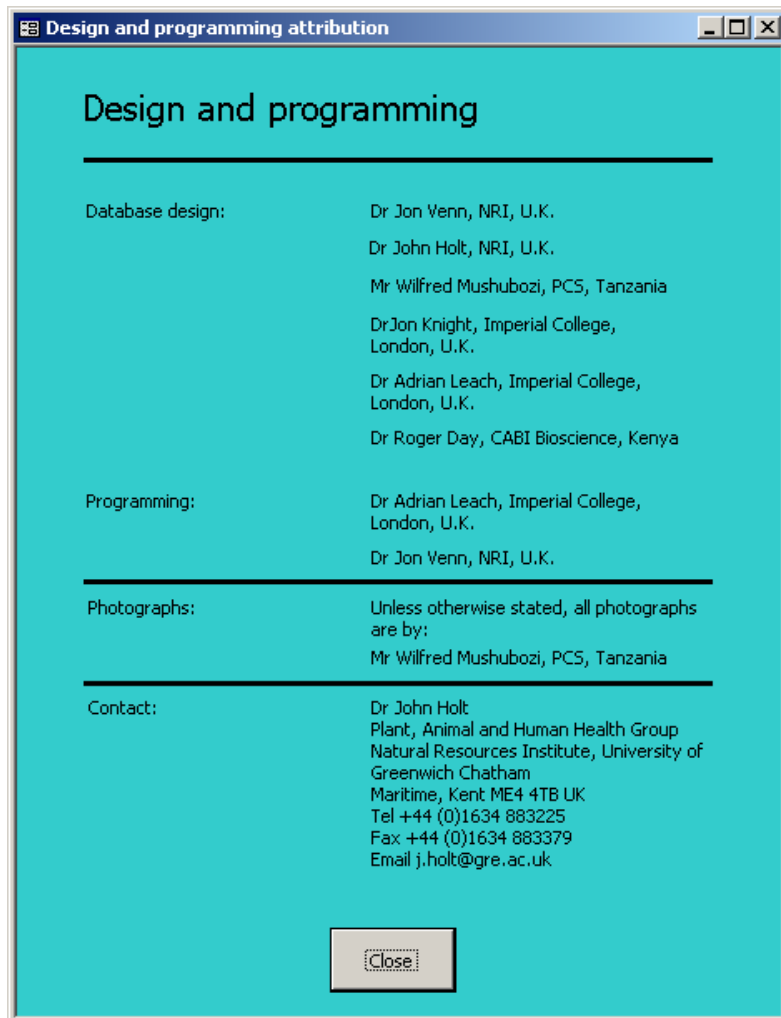 Design and programming attribution
Design and programming
Database design:
Dr Jon Venn, NRI, U.K.
Dr John Holt, NRI, U.K.
Mr Wilfred Mushubozi, PCS, Tanzania
DrJon Knight, Imperial College,
London, U.K.
Dr Adrian Leach, Imperial College,
London, U.K.
Dr Roger Day, CABI Bioscience, Kenya
Programming:
Dr Adrian Leach, Imperial College,
London, U.K.
Dr Jon Venn, NRI, U.K.
Photographs:
Unless otherwise stated, all photographs
are by:
Mr Wilfred Mushubozi, PCS, Tanzania
Contact:
Dr John Holt
Plant, Animal and Human Health Group
Natural Resources Institute, University of
Greenwich Chatham
Maritime, Kent ME4 4TB UK
Tel +44 (0)1634 883225
Fax +44 (0)1634 883379
Email j.holt@gre.ac.uk
Close